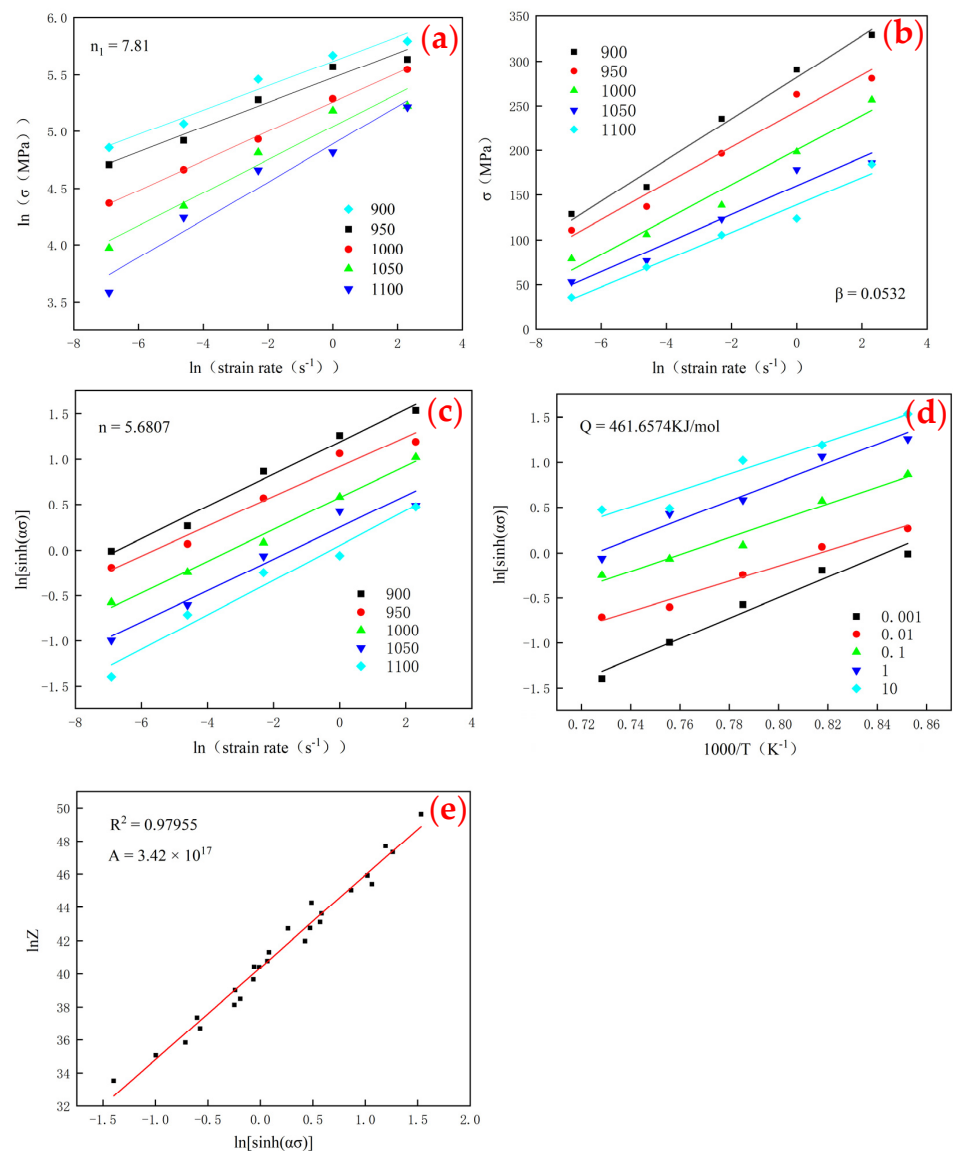 (a)
n₁ = 7.81
6.0
5.5
5.0
4.5
4.0
3.5
ln (σ (MPa))
900
950
1000
1050
1100
−8 −6 −4 −2 0 2 4
ln (strain rate (s⁻¹))
(b)
350
300
250
200
150
100
50
0
σ (MPa)
900
950
1000
1050
1100
β = 0.0532
−8 −6 −4 −2 0 2 4
ln (strain rate (s⁻¹))
(c)
n = 5.6807
1.5
1.0
0.5
0.0
−0.5
−1.0
−1.5
ln[sinh(ασ)]
900
950
1000
1050
1100
−8 −6 −4 −2 0 2 4
ln (strain rate (s⁻¹))
(d)
Q = 461.6574KJ/mol
1.5
1.0
0.5
0.0
−0.5
−1.0
−1.5
ln[sinh(ασ)]
0.001
0.01
0.1
1
10
0.72 0.74 0.76 0.78 0.80 0.82 0.84 0.86
1000/T (K⁻¹)
(e)
R² = 0.97955
A = 3.42 × 10¹⁷
50
48
46
44
42
40
38
36
34
32
lnZ
−1.5 −1.0 −0.5 0.0 0.5 1.0 1.5 2.0
ln[sinh(ασ)]